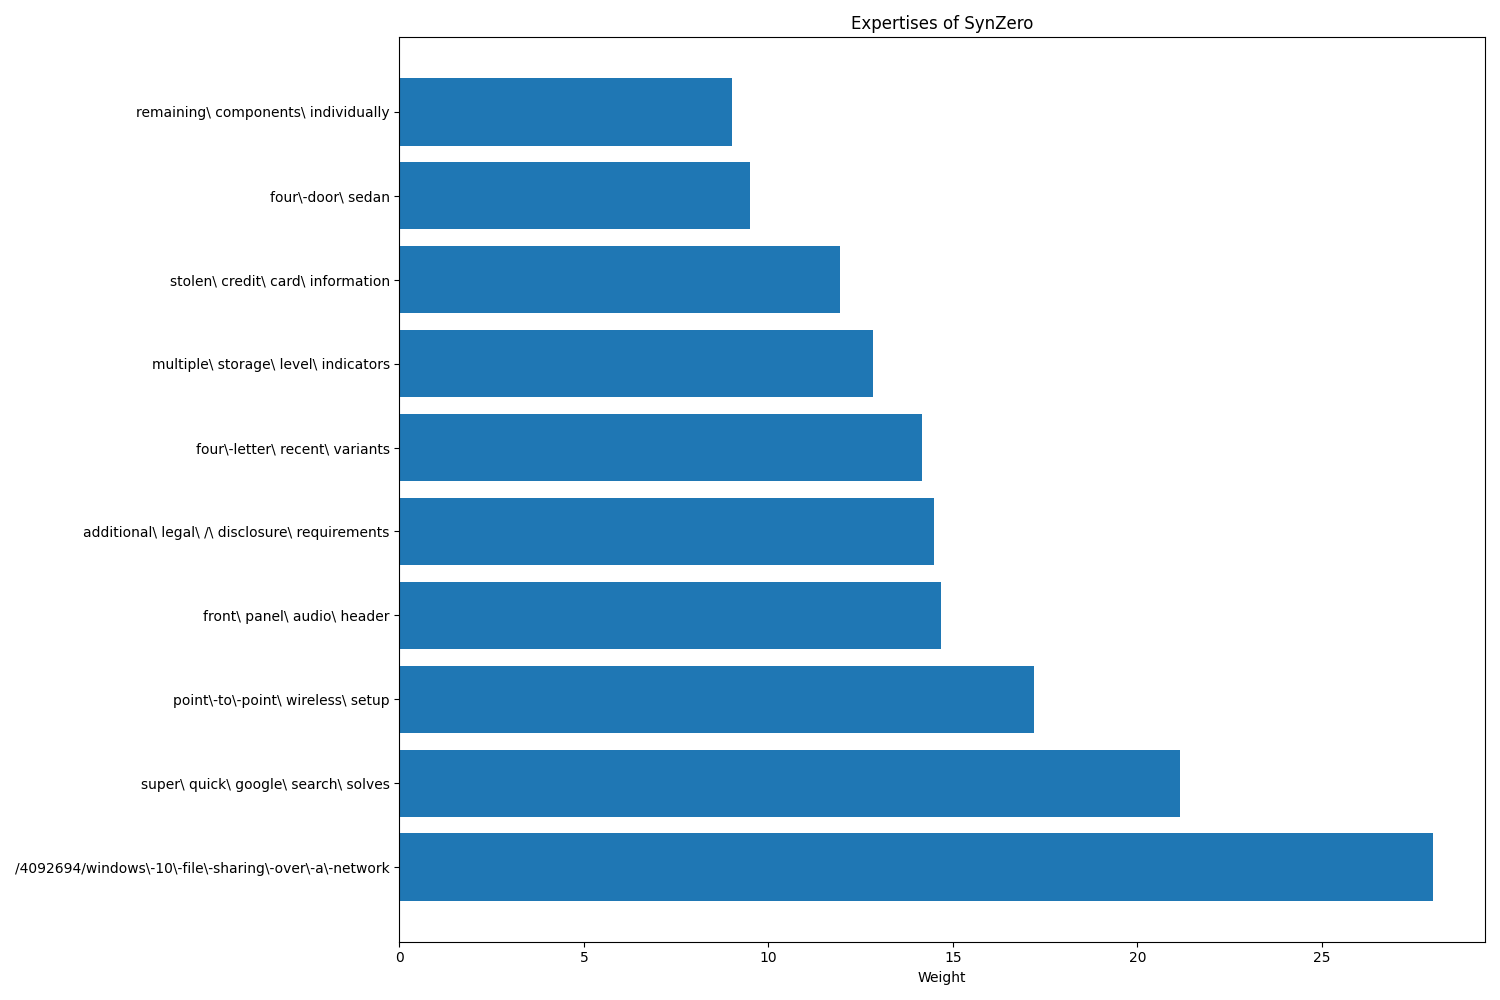 Expertises of SynZero
remaining\ components\ individually
four\-door\ sedan
stolen\ credit\ card\ information
multiple\ storage\ level\ indicators
four\-letter\ recent\ variants
additional\ legal\ /\ disclosure\ requirements
front\ panel\ audio\ header
point\-to\-point\ wireless\ setup
super\ quick\ google\ search\ solves
/4092694/windows\-10\-file\-sharing\-over\-a\-network
0 5 10 15 20 25
Weight